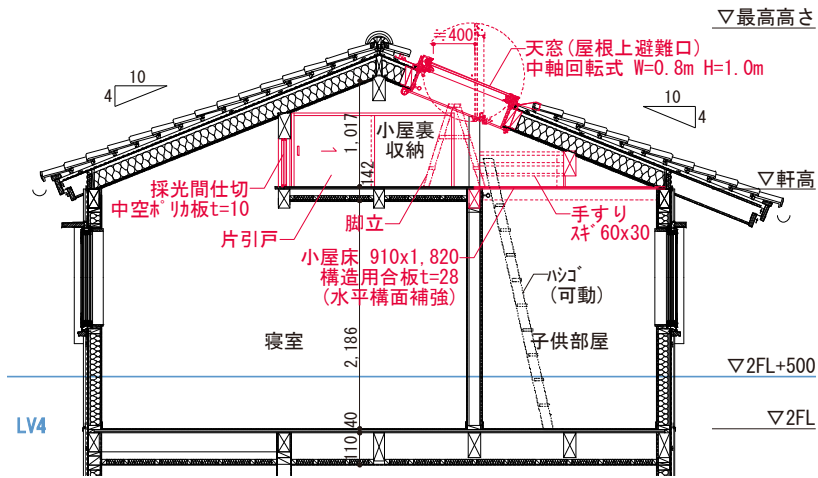 ▽最高高さ
≒400
天窓(屋根上避難口)
中軸回転式 W=0.8m H=1.0m
10
4
10
4
1,017
小屋裏
収納
142
▽軒高
採光間仕切
中空ポリカ板t=10
片引戸
脚立
手すり
スギ60x30
小屋床 910x1,820
構造用合板t=28
(水平構面補強)
ハシゴ
(可動)
寝室
2,186
子供部屋
▽2FL+500
LV4
40
▽2FL
110